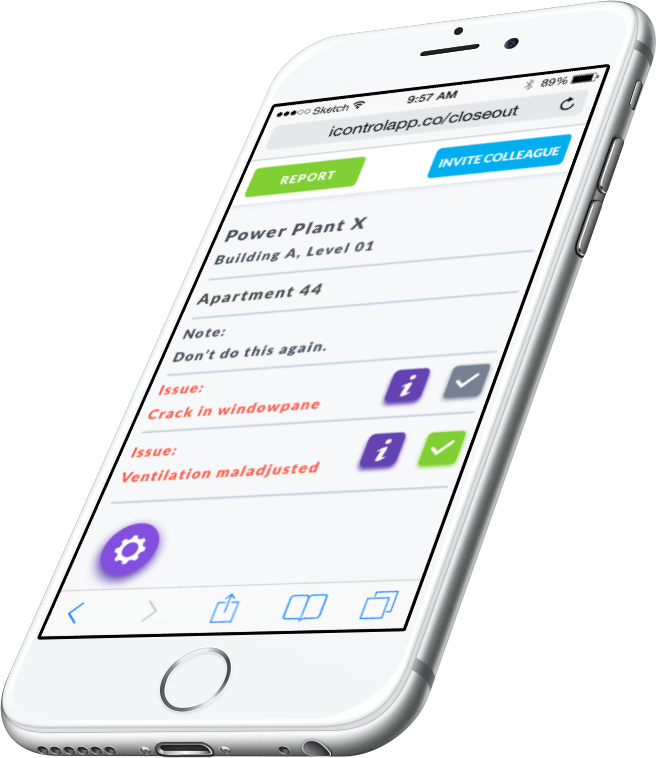 Sketch 9:57 AM 89%
icontrolapp.co/closeout
REPORT INVITE COLLEAGUE
Power Plant X
Building A, Level 01
Apartment 44
Note:
Don't do this again.
Issue:
Crack in windowpane
i
Issue:
Ventilation maladjusted
i